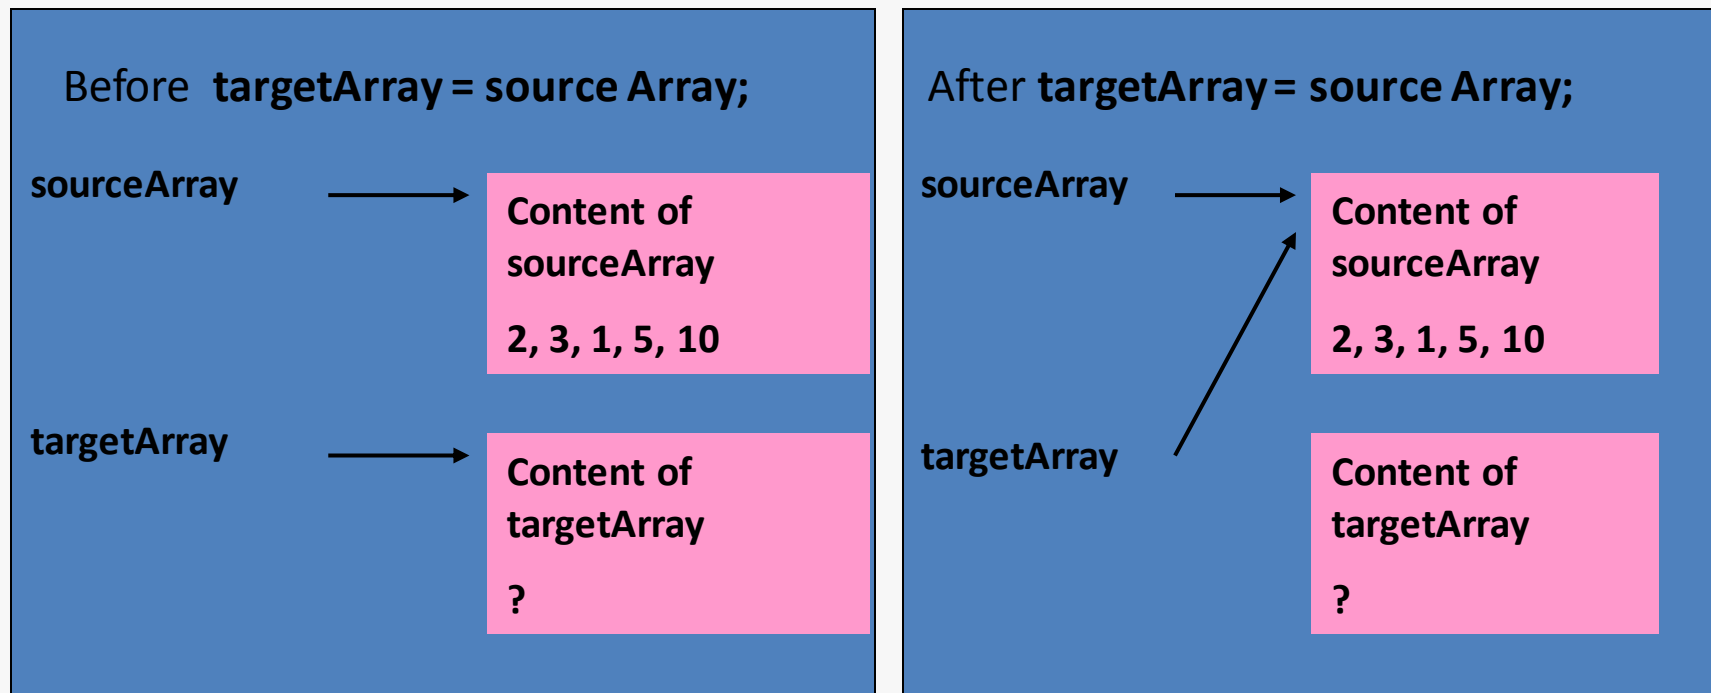 Before targetArray = source Array;
sourceArray
Content of
sourceArray
2, 3, 1, 5, 10
targetArray
Content of
targetArray
?
After targetArray = source Array;
sourceArray
Content of
sourceArray
2, 3, 1, 5, 10
targetArray
Content of
targetArray
?